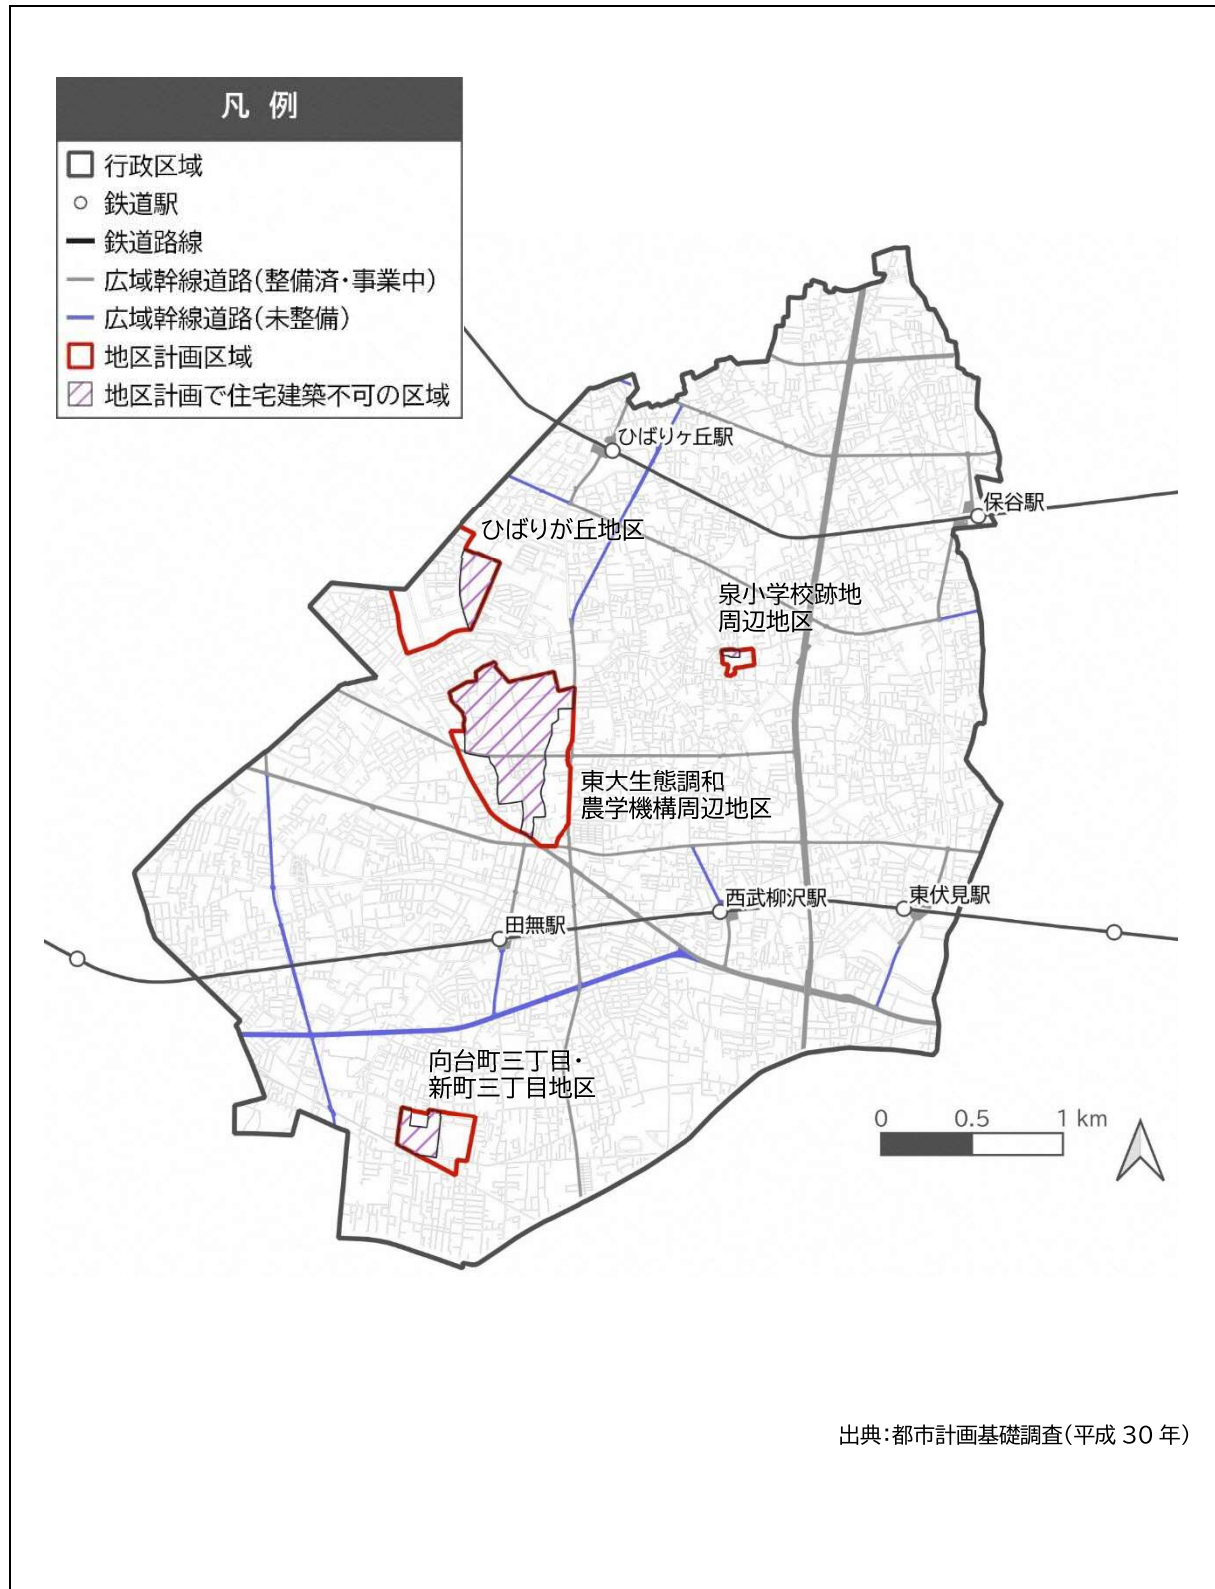 凡 例
行政区域
鉄道駅
鉄道路線
広域幹線道路(整備済・事業中)
広域幹線道路(未整備)
地区計画区域
地区計画で住宅建築不可の区域
ひばりヶ丘駅
保谷駅
ひばりが丘地区
泉小学校跡地
周辺地区
東大生態調和
農学機構周辺地区
西武柳沢駅
東伏見駅
田無駅
向台町三丁目・
新町三丁目地区
0 0.5 1 km
出典:都市計画基礎調査(平成 30 年)